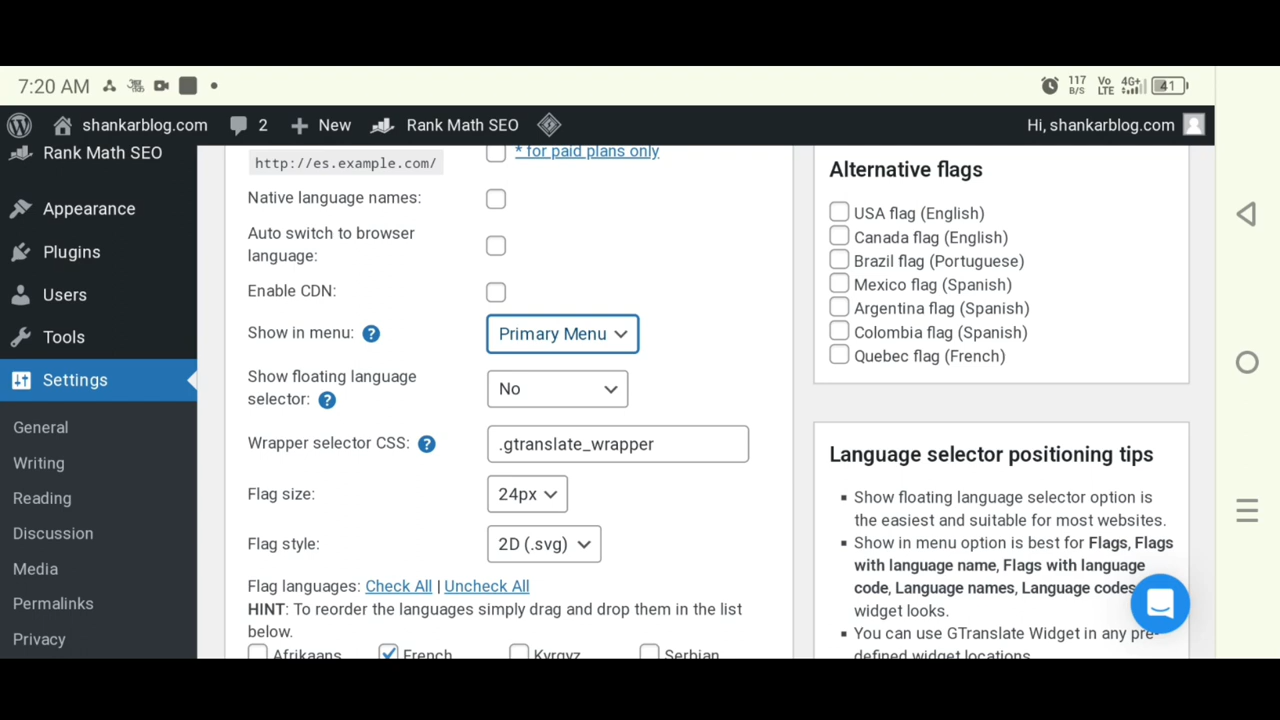 7:20 AM
117 B/S Vo LTE 4G+ 41
shankarblog.com 2 New Rank Math SEO Hi, shankarblog.com
Rank Math SEO
Appearance
Plugins
Users
Tools
Settings
General
Writing
Reading
Discussion
Media
Permalinks
Privacy
http://es.example.com/ * for paid plans only
Native language names:
Auto switch to browser
language:
Enable CDN:
Show in menu: ? Primary Menu
Show floating language
selector: ? No
Wrapper selector CSS: ? .gtranslate_wrapper
Flag size: 24px
Flag style: 2D (.svg)
Flag languages: Check All | Uncheck All
HINT: To reorder the languages simply drag and drop them in the list
below.
Afrikaans French Kyrgyz Serbian
Alternative flags
USA flag (English)
Canada flag (English)
Brazil flag (Portuguese)
Mexico flag (Spanish)
Argentina flag (Spanish)
Colombia flag (Spanish)
Quebec flag (French)
Language selector positioning tips
▪ Show floating language selector option is
the easiest and suitable for most websites.
▪ Show in menu option is best for Flags, Flags
with language name, Flags with language
code, Language names, Language codes
widget looks.
▪ You can use GTranslate Widget in any pre-
defined widget locations.